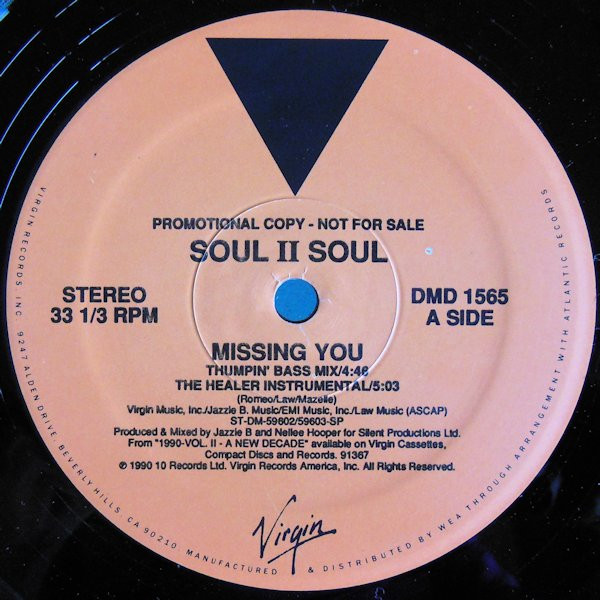 PROMOTIONAL COPY - NOT FOR SALE
SOUL II SOUL
STEREO
33 1/3 RPM
DMD 1565
A SIDE
MISSING YOU
THUMPIN' BASS MIX/4:46
THE HEALER INSTRUMENTAL/5:03
(Romeo/Law/Mazelle)
Virgin Music, Inc./Jazzie B. Music/EMI Music, Inc./Law Music (ASCAP)
ST-DM-59602/59603-SP
Produced & Mixed by Jazzie B and Nellee Hooper for Silent Productions Ltd.
From "1990-VOL. II - A NEW DECADE" available on Virgin Cassettes,
Compact Discs and Records. 91367
℗ 1990 10 Records Ltd. Virgin Records America, Inc. All Rights Reserved.
Virgin
VIRGIN RECORDS, INC. 9247 ALDEN DRIVE, BEVERLY HILLS, CA 90210 MANUFACTURED & DISTRIBUTED BY WEA THROUGH ARRANGEMENT WITH ATLANTIC RECORDS